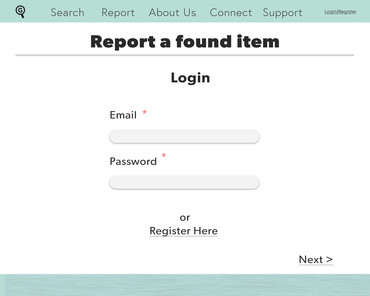 Search Report About Us Connect Support Login/Register
Report a found item
Login
Email *
Password *
or
Register Here
Next >